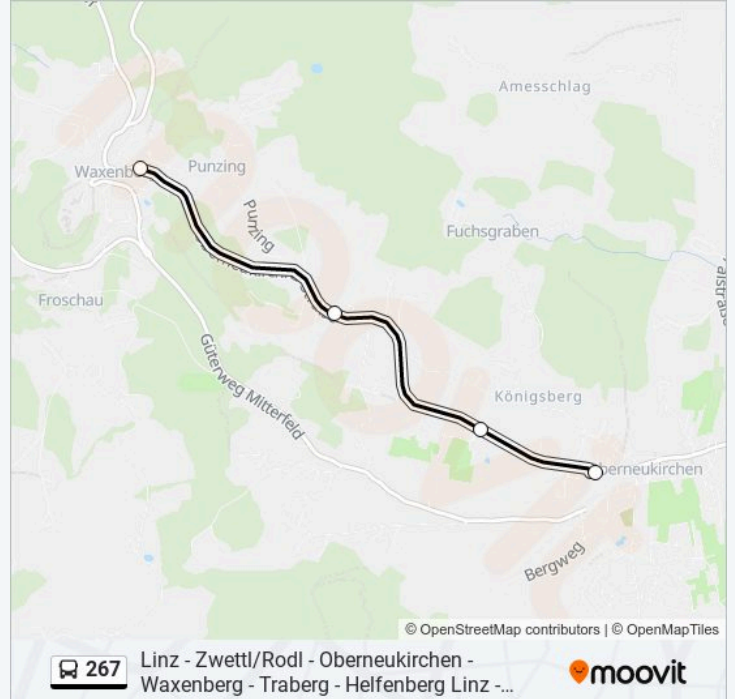 Amesschlag
Waxenb
Punzing
Punzing
Fuchsgraben
Froschau
Güterweg Mitterfeld
Königsberg
berneukirchen
Bergweg
© OpenStreetMap contributors | © OpenMapTiles
267
Linz - Zwettl/Rodl - Oberneukirchen -
Waxenberg - Traberg - Helfenberg Linz -...
moovit